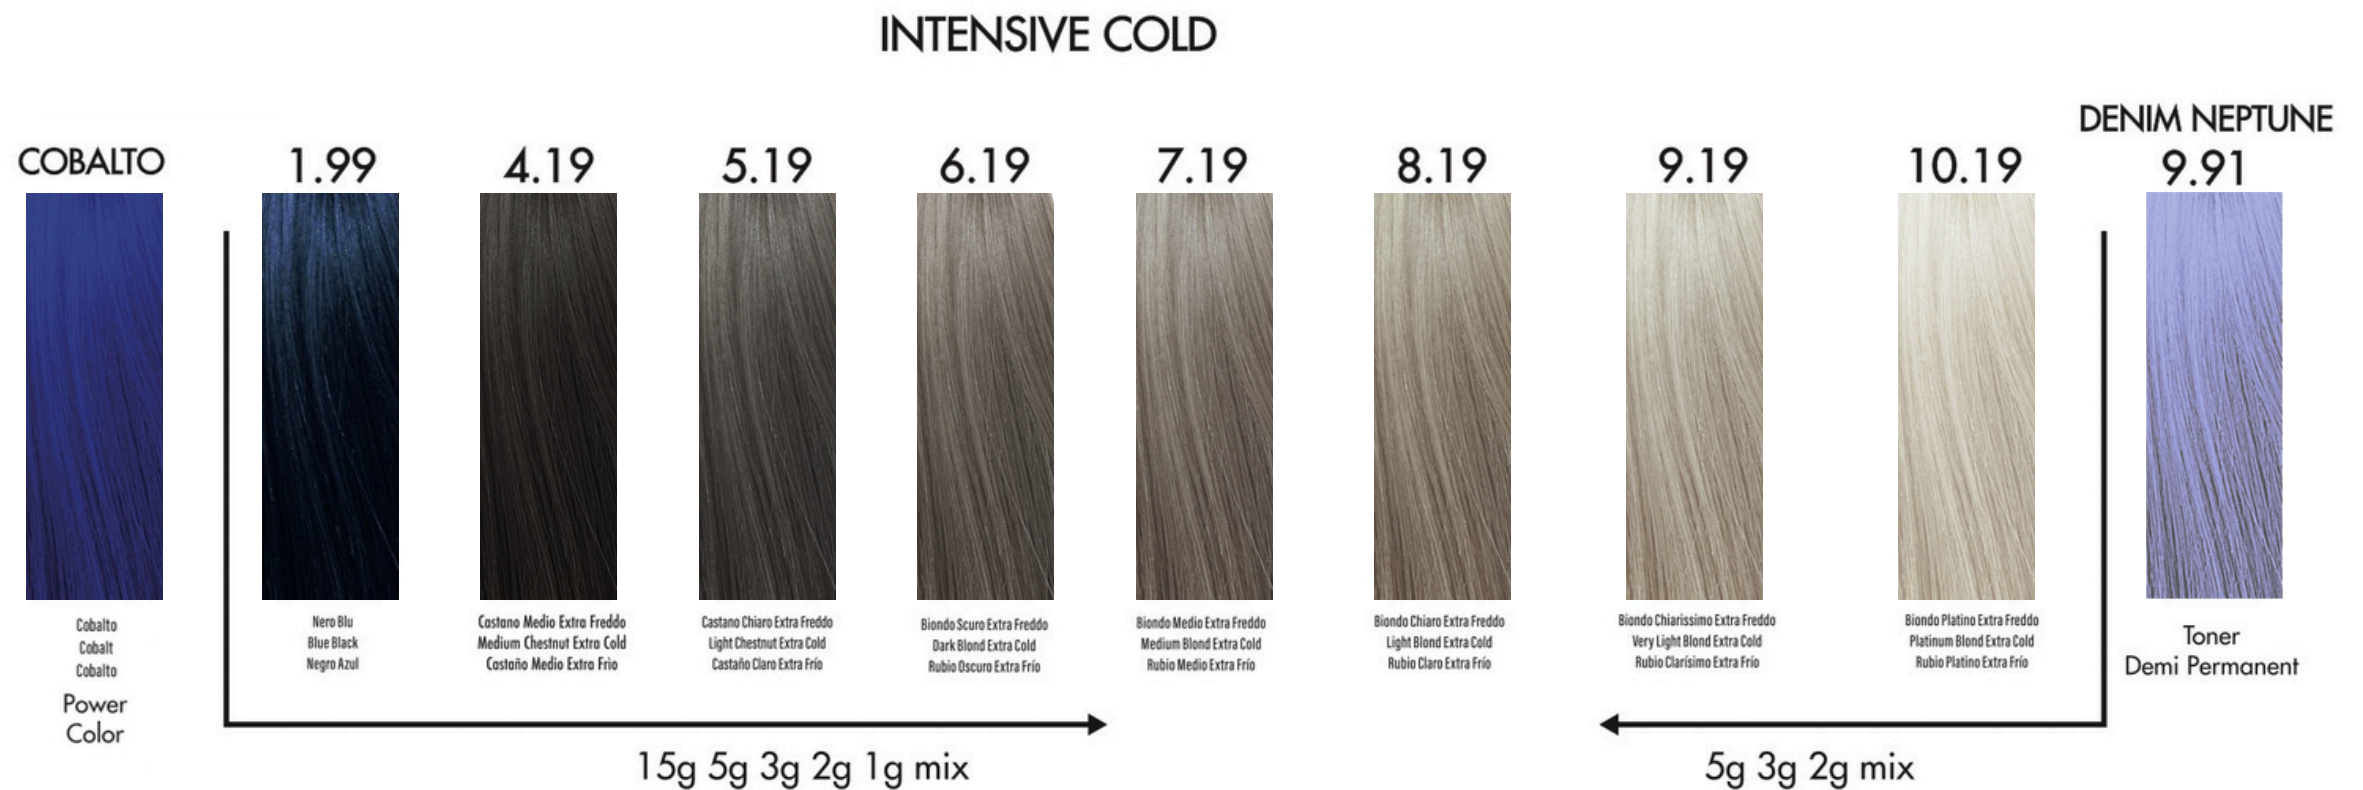 INTENSIVE COLD
COBALTO
1.99
4.19
5.19
6.19
7.19
8.19
9.19
10.19
DENIM NEPTUNE
9.91
Cobalto
Cobalt
Cobalto
Power
Color
Nero Blu
Blue Black
Negro Azul
Castano Medio Extra Freddo
Medium Chestnut Extra Cold
Castaño Medio Extra Frio
Castano Chiaro Extra Freddo
Light Chestnut Extra Cold
Castaño Claro Extra Frío
Biondo Scuro Extra Freddo
Dark Blond Extra Cold
Rubio Oscuro Extra Frío
Biondo Medio Extra Freddo
Medium Blond Extra Cold
Rubio Medio Extra Frío
Biondo Chiaro Extra Freddo
Light Blond Extra Cold
Rubio Claro Extra Frío
Biondo Chiarissimo Extra Freddo
Very Light Blond Extra Cold
Rubio Clarísimo Extra Frío
Biondo Platino Extra Freddo
Platinum Blond Extra Cold
Rubio Platino Extra Frío
Toner
Demi Permanent
15g 5g 3g 2g 1g mix
5g 3g 2g mix